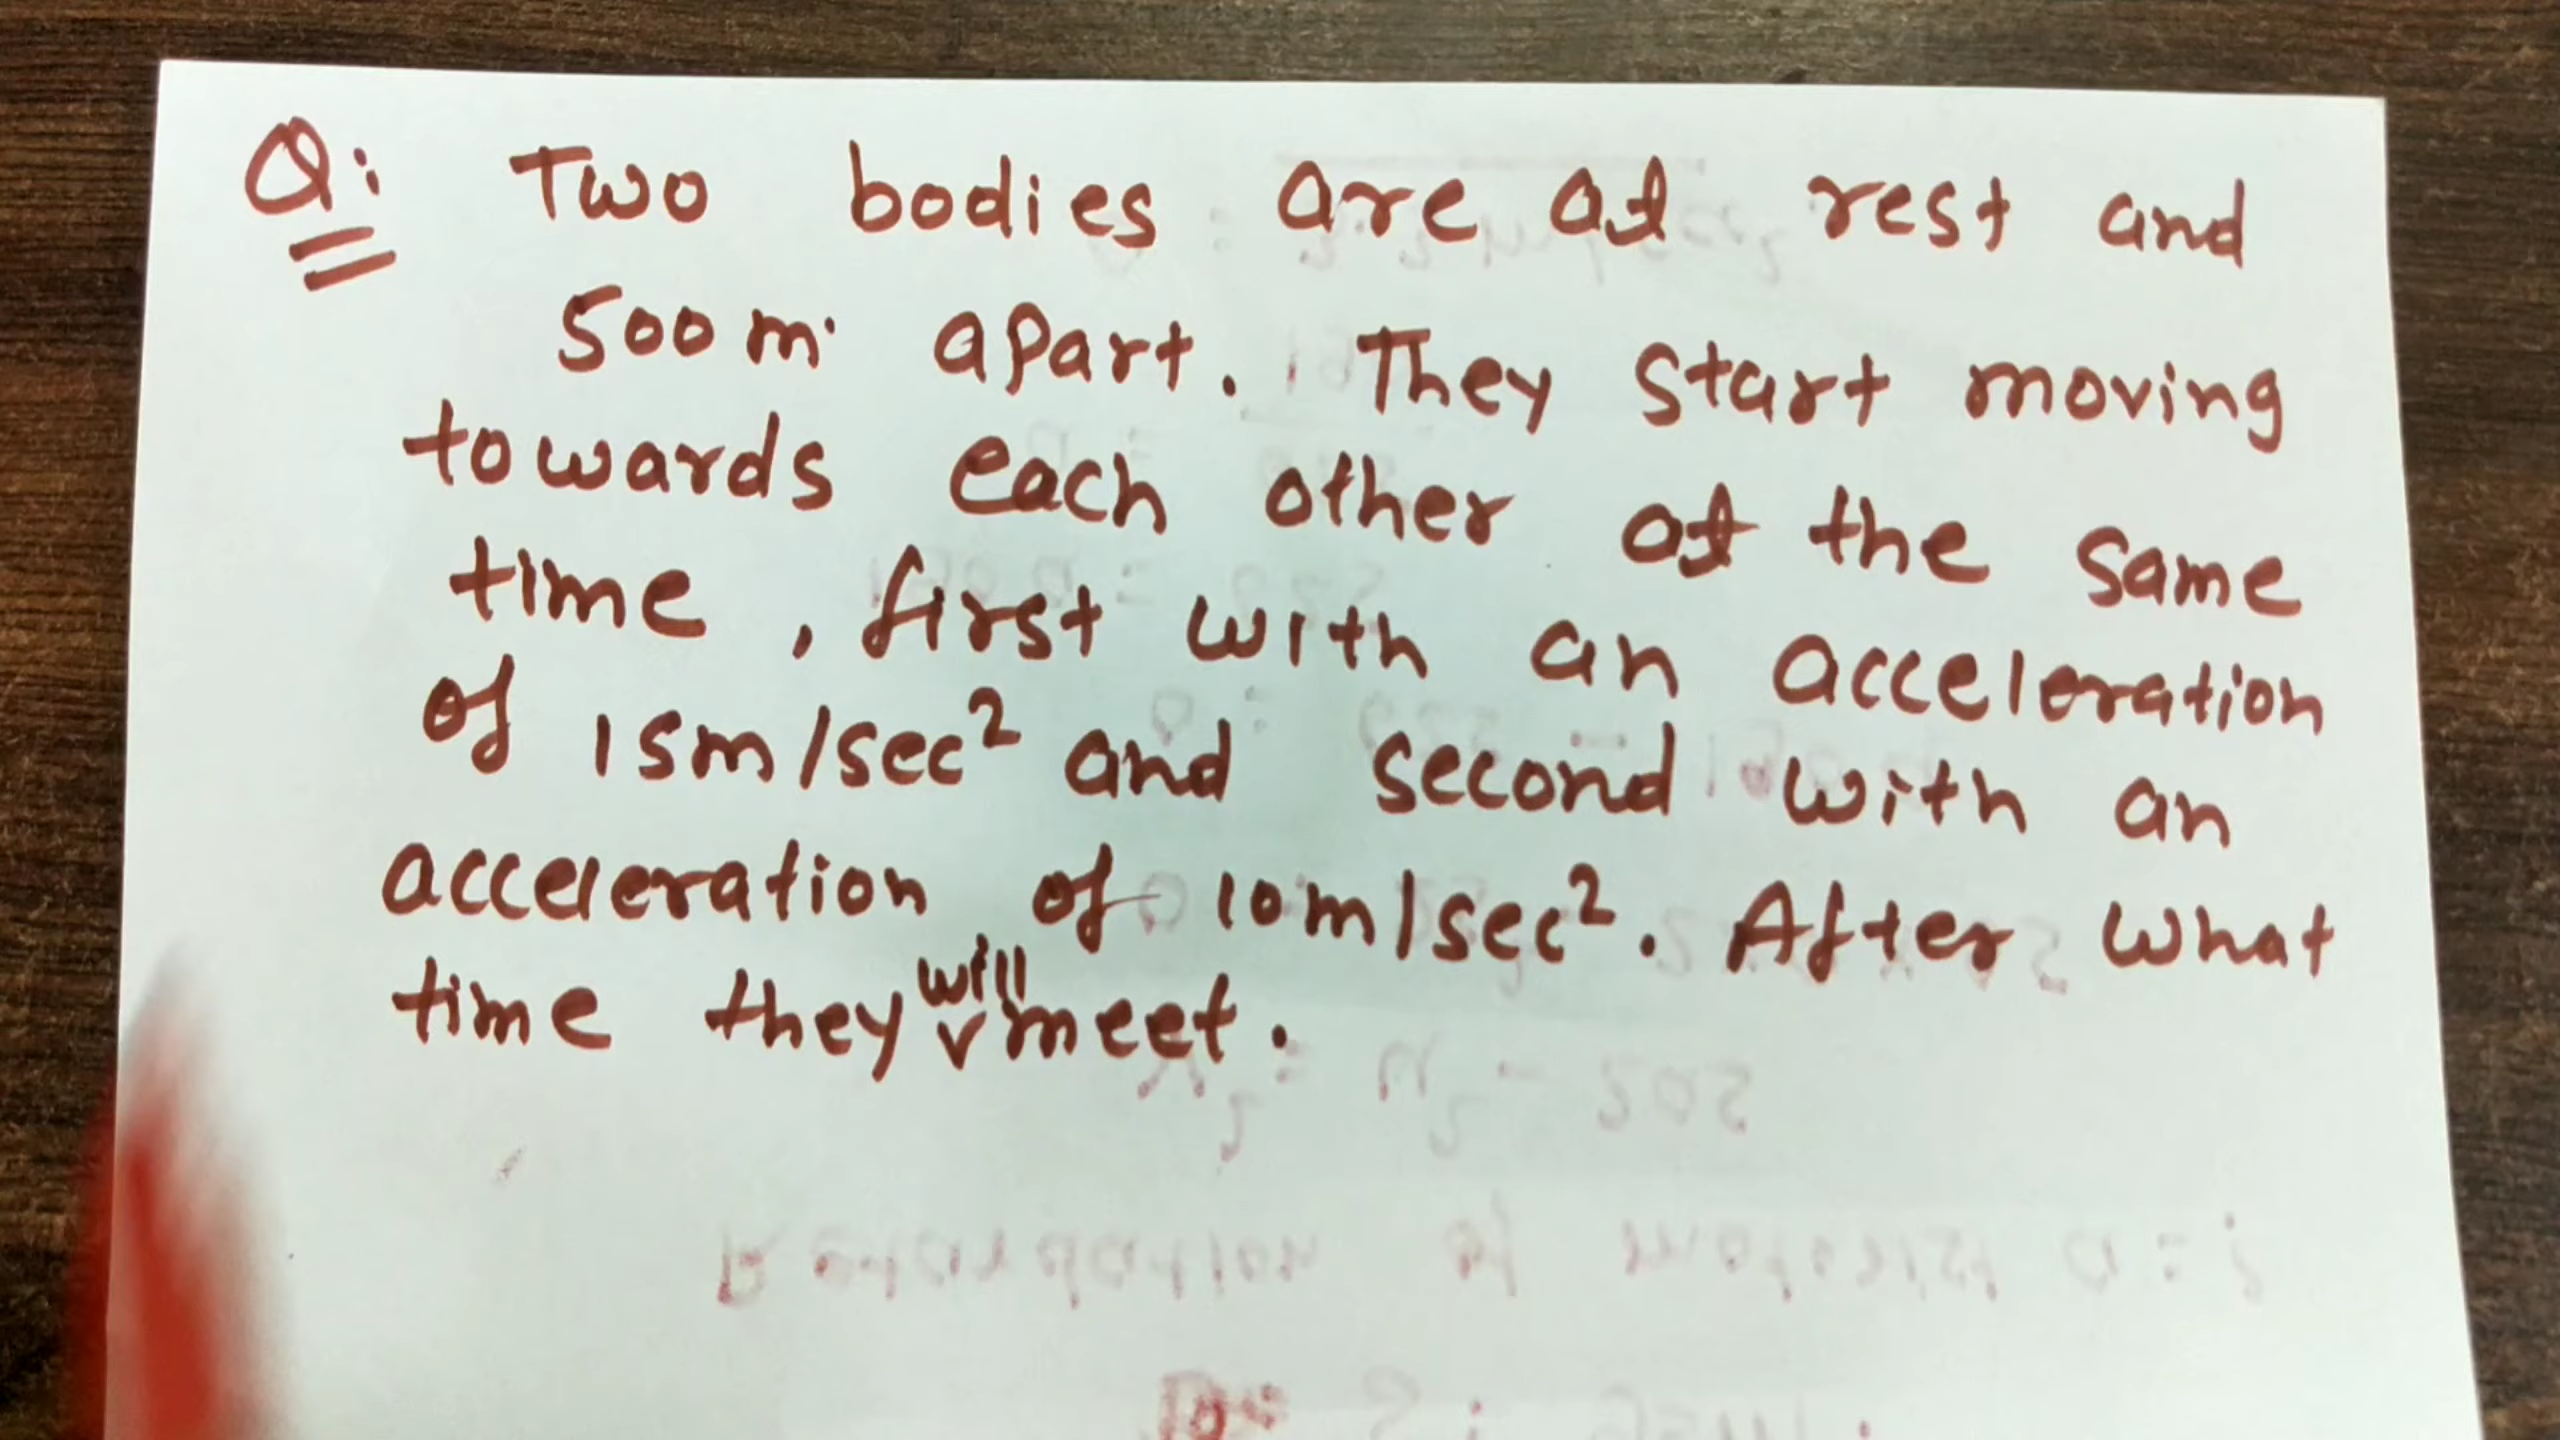 Q: Two bodies are at rest and
500m apart. They start moving
towards each other at the same
time, first with an acceleration
of 15m/sec² and second with an
acceleration of 10m/sec². After what
time they will meet.